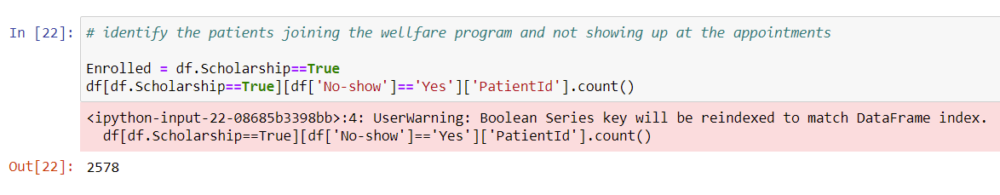 In [22]: # identify the patients joining the wellfare program and not showing up at the appointments
Enrolled = df.Scholarship==True
df[df.Scholarship==True][df['No-show']=='Yes']['PatientId'].count()
<ipython-input-22-08685b3398bb>:4: UserWarning: Boolean Series key will be reindexed to match DataFrame index.
df[df.Scholarship==True][df['No-show']=='Yes']['PatientId'].count()
Out[22]: 2578